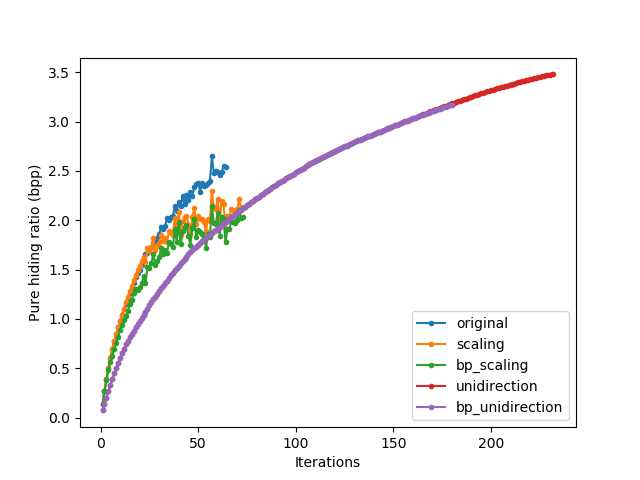 3.5
3.0
2.5
2.0
1.5
1.0
0.5
0.0
Pure hiding ratio (bpp)
0
50
100
150
200
Iterations
original
scaling
bp_scaling
unidirection
bp_unidirection